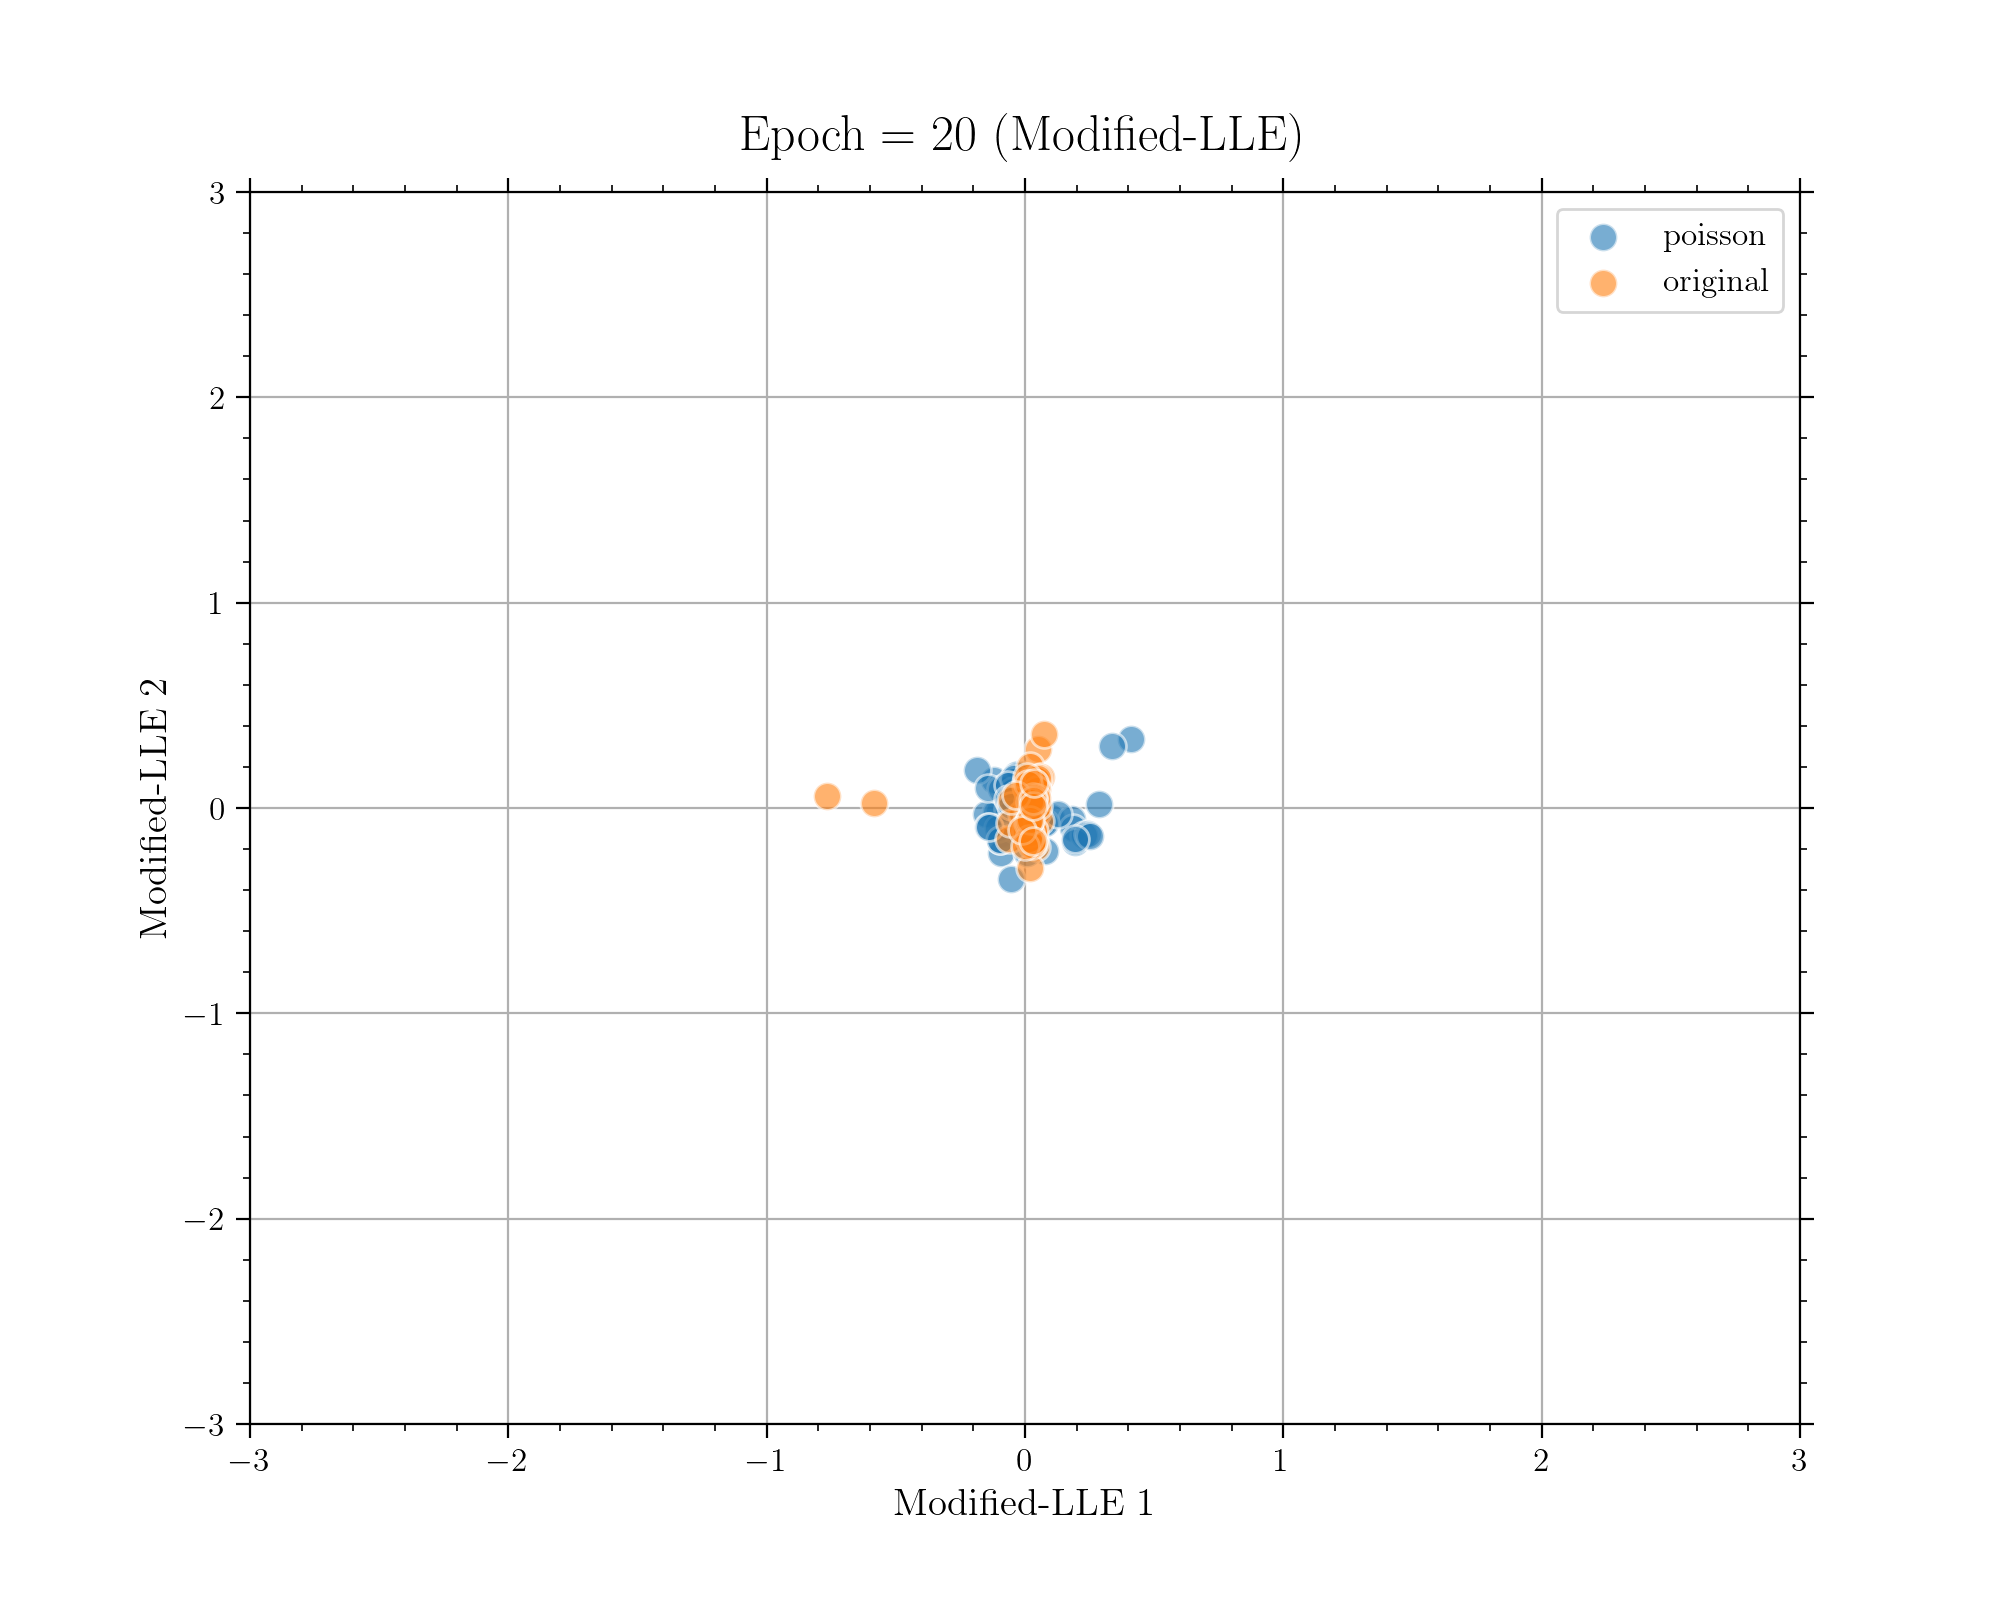 Epoch = 20 (Modified-LLE)
poisson
original
3
2
1
0
−1
−2
−3
Modified-LLE 2
−3
−2
−1
0
1
2
3
Modified-LLE 1